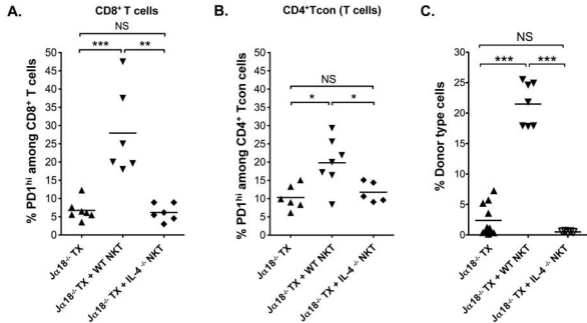 A.
CD8⁺ T cells
NS
***
**
% PD1ʰⁱ among CD8⁺ T cells
50
45
40
35
30
25
20
15
10
5
0
Jα18⁻ᐟ⁻ TX
Jα18⁻ᐟ⁻ TX + WT NKT
Jα18⁻ᐟ⁻ TX + IL-4 ⁻ᐟ⁻ NKT
B.
CD4⁺Tcon (T cells)
NS
*
*
% PD1ʰⁱ among CD4⁺ Tcon cells
50
45
40
35
30
25
20
15
10
5
0
Jα18⁻ᐟ⁻ TX
Jα18⁻ᐟ⁻ TX + WT NKT
Jα18⁻ᐟ⁻ TX + IL-4 ⁻ᐟ⁻ NKT
C.
NS
***
***
% Donor type cells
30
25
20
15
10
5
0
Jα18⁻ᐟ⁻ TX
Jα18⁻ᐟ⁻ TX + WT NKT
Jα18⁻ᐟ⁻ TX + IL-4 ⁻ᐟ⁻ NKT